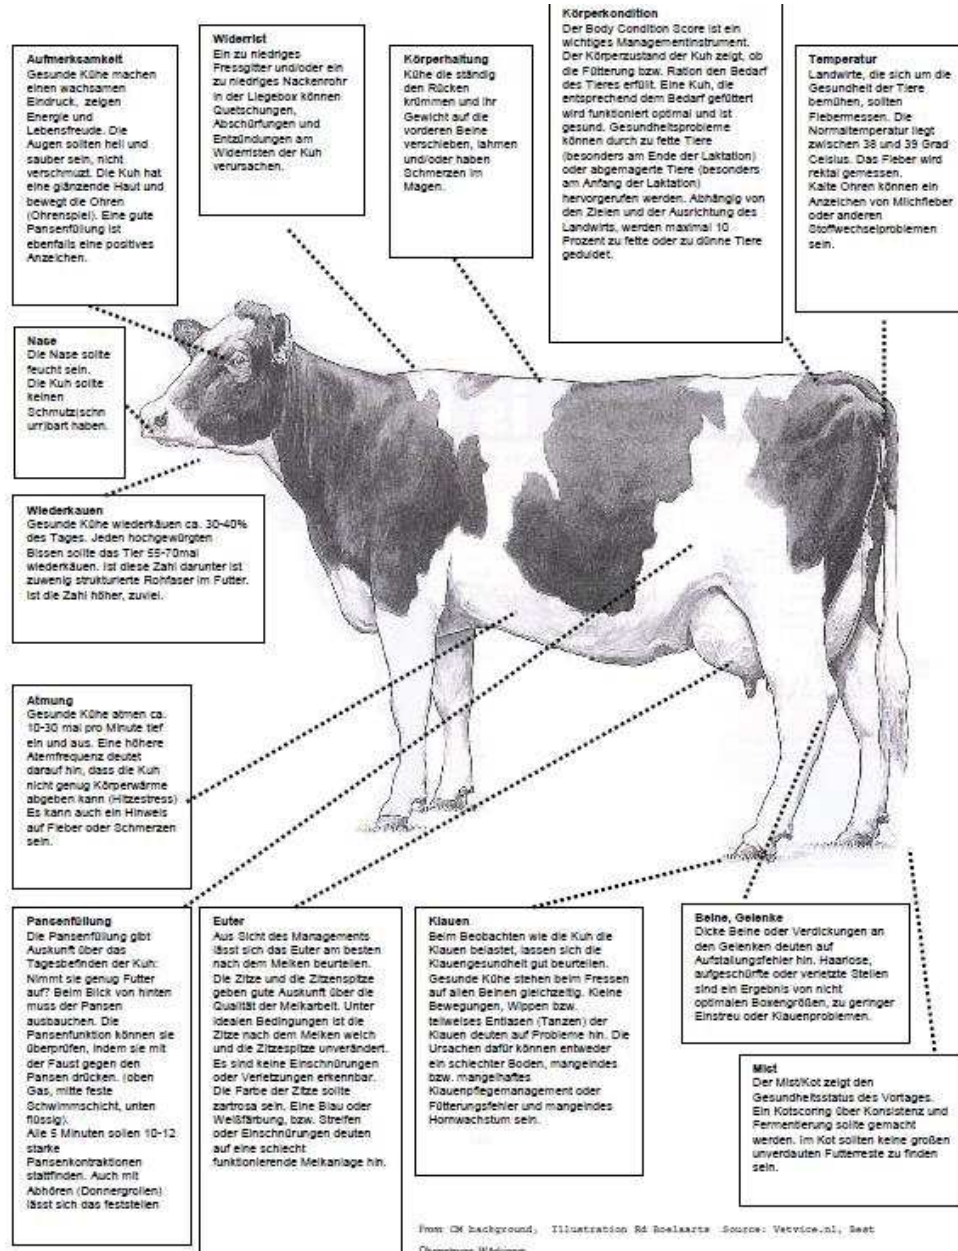 Aufmerksamkeit
Gesunde Kühe machen
einen wachsamen
Eindruck, zeigen
Energie und
Lebensfreude. Die
Augen sollten hell und
sauber sein, nicht
verschmuzt. Die Kuh hat
eine glänzende Haut und
bewegt die Ohren
(Ohrenspiel). Eine gute
Pansenfüllung ist
ebenfalls eine positives
Anzeichen.
Widerrist
Ein zu niedriges
Fressgitter und/oder ein
zu niedriges Nackenrohr
in der Liegebox können
Quetschungen,
Abschürfungen und
Entzündungen am
Widerristen der Kuh
verursachen.
Körperhaltung
Kühe die ständig
den Rücken
krümmen und ihr
Gewicht auf die
vorderen Beine
verschieben, lahmen
und/oder haben
Schmerzen im
Magen.
Körperkondition
Der Body Condition Score ist ein
wichtiges Managementinstrument.
Der Körperzustand der Kuh zeigt, ob
die Fütterung bzw. Ration den Bedarf
des Tieres erfüllt. Eine Kuh, die
entsprechend dem Bedarf gefüttert
wird funktioniert optimal und ist
gesund. Gesundheitsprobleme
können durch zu fette Tiere
(besonders am Ende der Laktation)
oder abgemagerte Tiere (besonders
am Anfang der Laktation)
hervorgerufen werden. Abhängig von
den Zielen und der Ausrichtung des
Landwirts, werden maximal 10
Prozent zu fette oder zu dünne Tiere
geduldet.
Temperatur
Landwirte, die sich um die
Gesundheit der Tiere
bemühen, sollten
Fiebermessen. Die
Normaltemperatur liegt
zwischen 38 und 39 Grad
Celsius. Das Fieber wird
rektal gemessen.
Kalte Ohren können ein
Anzeichen von Milchfieber
oder anderen
Stoffwechselproblemen
sein.
Nase
Die Nase sollte
feucht sein.
Die Kuh sollte
keinen
Schmutz(schn
urr)bart haben.
Wiederkauen
Gesunde Kühe wiederkäuen ca. 30-40%
des Tages. Jeden hochgewürgten
Bissen sollte das Tier 55-70mal
wiederkäuen. Ist diese Zahl darunter ist
zuwenig strukturierte Rohfaser im Futter.
Ist die Zahl höher, zuviel.
Atmung
Gesunde Kühe atmen ca.
10-30 mal pro Minute tief
ein und aus. Eine höhere
Atemfrequenz deutet
darauf hin, dass die Kuh
nicht genug Körperwärme
abgeben kann (Hitzestress)
Es kann auch ein Hinweis
auf Fieber oder Schmerzen
sein.
Pansenfüllung
Die Pansenfüllung gibt
Auskunft über das
Tagesbefinden der Kuh:
Nimmt sie genug Futter
auf? Beim Blick von hinten
muss der Pansen
ausbauchen. Die
Pansenfunktion können sie
überprüfen, indem sie mit
der Faust gegen den
Pansen drücken. (oben
Gas, mitte feste
Schwimmschicht, unten
flüssig).
Alle 5 Minuten sollen 10-12
starke
Pansenkontraktionen
stattfinden. Auch mit
Abhören (Donnergrollen)
lässt sich das feststellen
Euter
Aus Sicht des Managements
lässt sich das Euter am besten
nach dem Melken beurteilen.
Die Zitze und die Zitzenspitze
geben gute Auskunft über die
Qualität der Melkarbeit. Unter
idealen Bedingungen ist die
Zitze nach dem Melken weich
und die Zitzespitze unverändert.
Es sind keine Einschnürungen
oder Verletzungen erkennbar.
Die Farbe der Zitze sollte
zartrosa sein. Eine Blau oder
Weißfärbung, bzw. Streifen
oder Einschnürungen deuten
auf eine schlecht
funktionierende Melkanlage hin.
Klauen
Beim Beobachten wie die Kuh die
Klauen belastet, lassen sich die
Klauengesundheit gut beurteilen.
Gesunde Kühe stehen beim Fressen
auf allen Beinen gleichzeitig. Kleine
Bewegungen, Wippen bzw.
teilweises Entlasen (Tanzen) der
Klauen deuten auf Probleme hin. Die
Ursachen dafür können entweder
ein schlechter Boden, mangelndes
bzw. mangelhaftes
Klauenpflegemanagement oder
Fütterungsfehler und mangelndes
Hornwachstum sein.
Beine, Gelenke
Dicke Beine oder Verdickungen an
den Gelenken deuten auf
Aufstallungsfehler hin. Haarlose,
aufgeschürfte oder verletzte Stellen
sind ein Ergebnis von nicht
optimalen Boxengrößen, zu geringer
Einstreu oder Klauenproblemen.
Mist
Der Mist/Kot zeigt den
Gesundheitsstatus des Vortages.
Ein Kotscoring über Konsistenz und
Fermentierung sollte gemacht
werden. Im Kot sollten keine großen
unverdauten Futterreste zu finden
sein.
From CM background, Illustration Ed Roelaarts Source: Vetvice.nl, Best